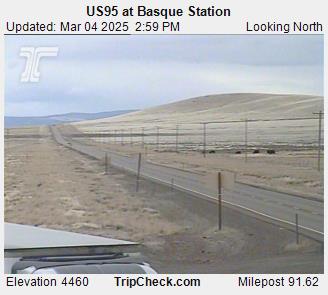 US95 at Basque Station
Updated: Mar 04 2025 2:59 PM Looking North
Elevation 4460 TripCheck.com Milepost 91.62